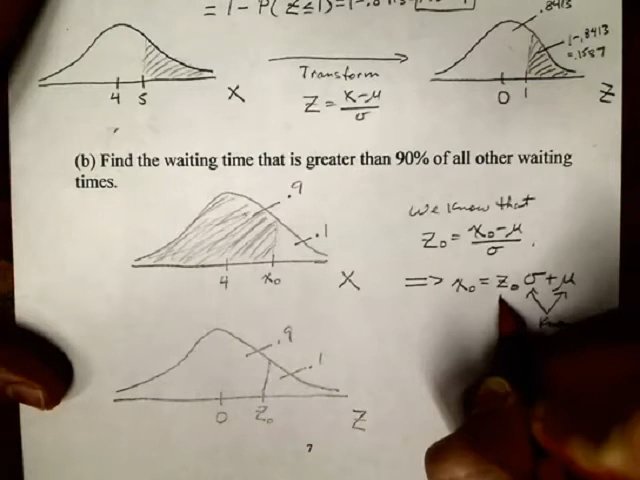 = 1 - P(Z ≤ 1) = 1 -
.8413
1-.8413
= .1587
4 5 X
Transform
Z = x-μ/σ
0 1 Z
(b) Find the waiting time that is greater than 90% of all other waiting
times.
.9
.1
4 x₀ X
We know that
Z₀ = x₀-μ/σ .
=> x₀ = Z₀ σ+μ
.9
.1
0 Z₀ Z
7